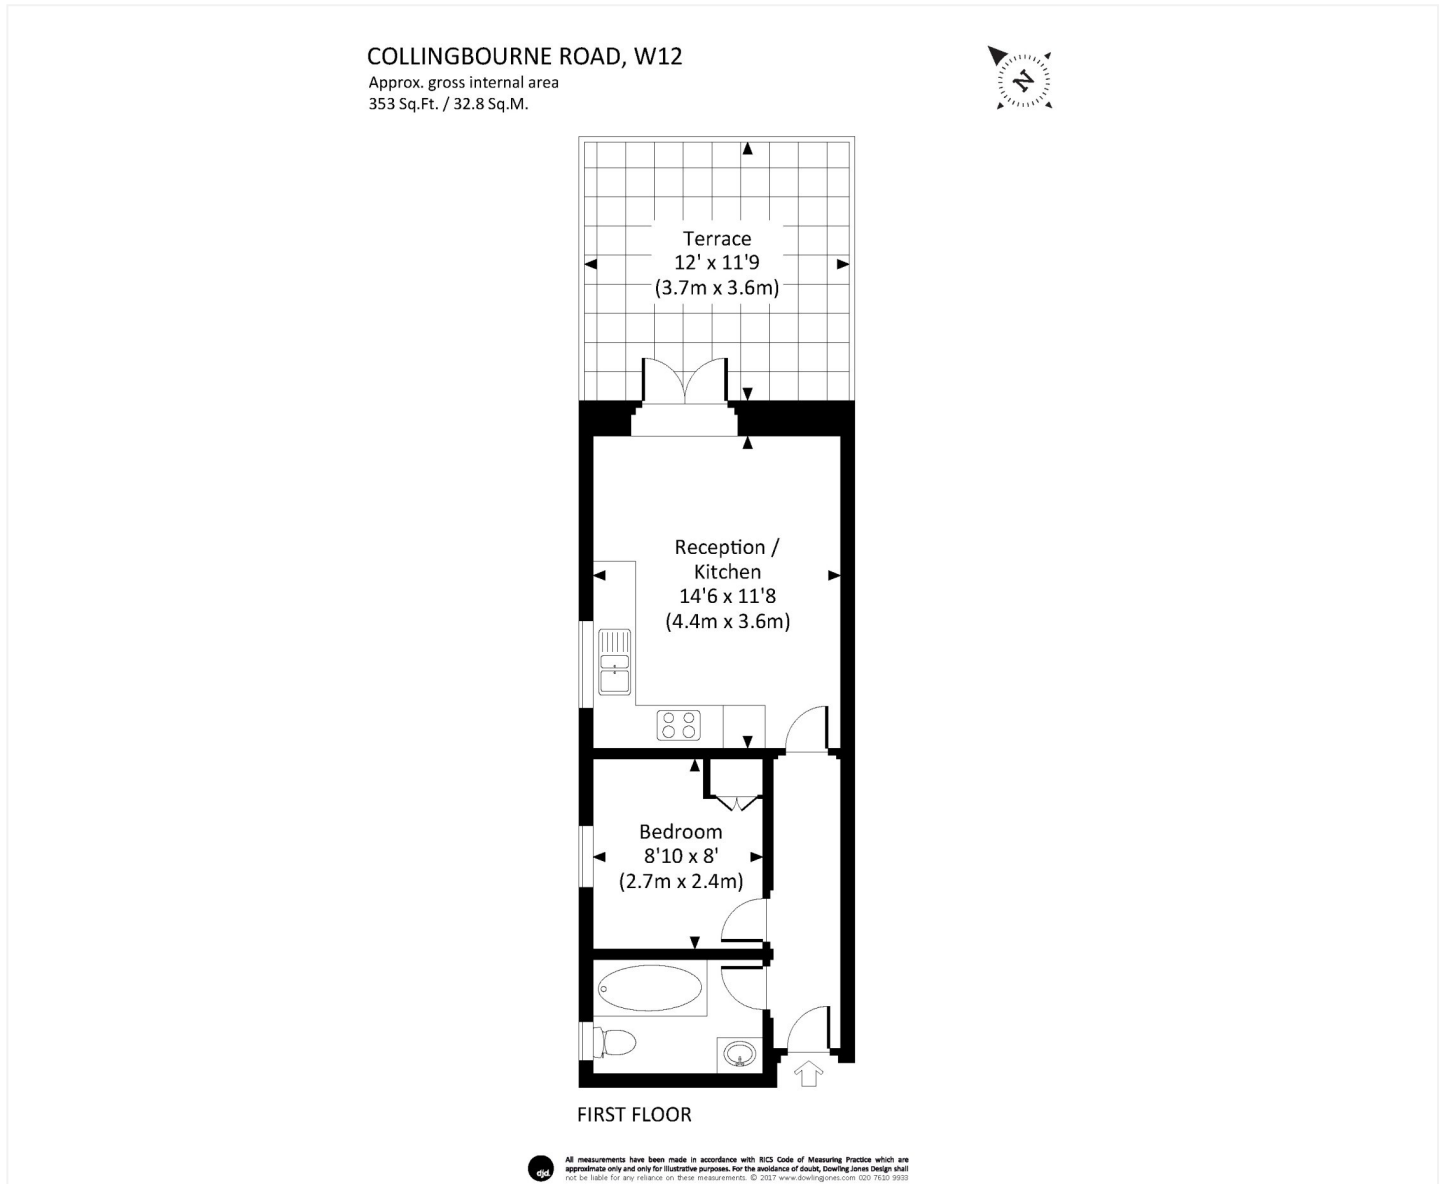 COLLINGBOURNE ROAD, W12
Approx. gross internal area
353 Sq.Ft. / 32.8 Sq.M.
N
Terrace
12' x 11'9
(3.7m x 3.6m)
Reception /
Kitchen
14'6 x 11'8
(4.4m x 3.6m)
Bedroom
8'10 x 8'
(2.7m x 2.4m)
FIRST FLOOR
djd.
All measurements have been made in accordance with RICS Code of Measuring Practice which are
approximate only and only for illustrative purposes. For the avoidance of doubt, Dowling Jones Design shall
not be liable for any reliance on these measurements. © 2017 www.dowlingjones.com 020 7610 9933